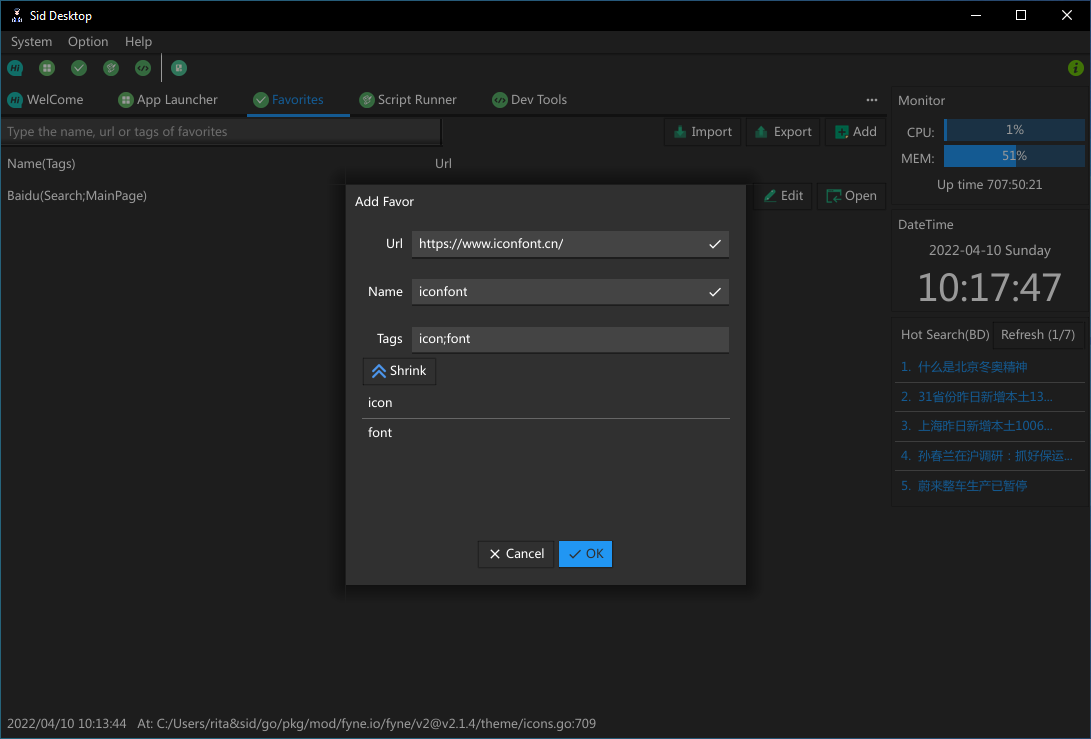 Sid Desktop
System Option Help
Hi
Hi WelCome App Launcher Favorites Script Runner Dev Tools
Type the name, url or tags of favorites Import Export Add
Name(Tags) Url
Baidu(Search;MainPage) Edit Open
Add Favor
Url https://www.iconfont.cn/
Name iconfont
Tags icon;font
Shrink
icon
font
Cancel OK
Monitor
CPU: 1%
MEM: 51%
Up time 707:50:21
DateTime
2022-04-10 Sunday
10:17:47
Hot Search(BD) Refresh (1/7)
1. 什么是北京冬奥精神
2. 31省份昨日新增本土13...
3. 上海昨日新增本土1006...
4. 孙春兰在沪调研：抓好保运...
5. 蔚来整车生产已暂停
2022/04/10 10:13:44 At: C:/Users/rita&sid/go/pkg/mod/fyne.io/fyne/v2@v2.1.4/theme/icons.go:709